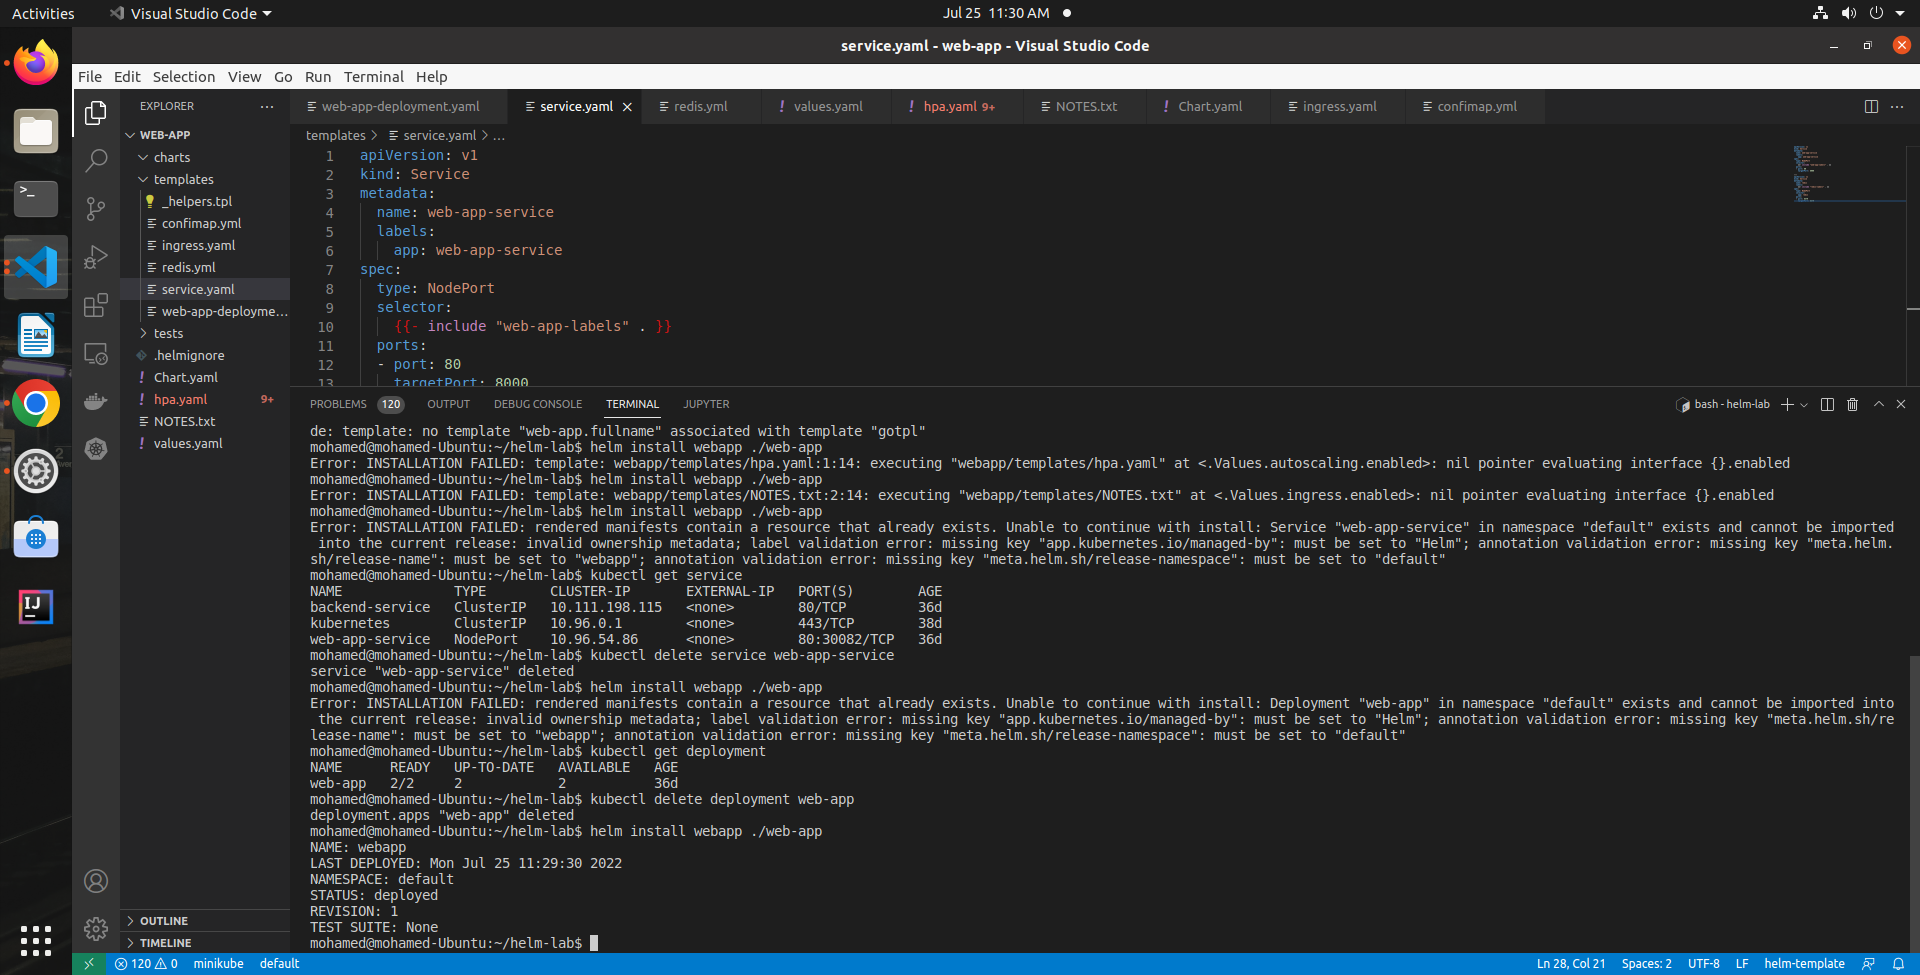 Activities
Visual Studio Code
Jul 25 11:30 AM
service.yaml - web-app - Visual Studio Code
File Edit Selection View Go Run Terminal Help
EXPLORER
web-app-deployment.yaml
service.yaml
redis.yml
! values.yaml
! hpa.yaml 9+
NOTES.txt
! Chart.yaml
ingress.yaml
confimap.yml
WEB-APP
charts
templates
_helpers.tpl
confimap.yml
ingress.yaml
redis.yml
service.yaml
web-app-deployme...
tests
.helmignore
! Chart.yaml
! hpa.yaml 9+
NOTES.txt
! values.yaml
OUTLINE
TIMELINE
templates > service.yaml > ...
1 apiVersion: v1
2 kind: Service
3 metadata:
4 name: web-app-service
5 labels:
6 app: web-app-service
7 spec:
8 type: NodePort
9 selector:
10 {{- include "web-app-labels" . }}
11 ports:
12 - port: 80
13 targetPort: 8000
PROBLEMS 120 OUTPUT DEBUG CONSOLE TERMINAL JUPYTER
bash - helm-lab
de: template: no template "web-app.fullname" associated with template "gotpl"
mohamed@mohamed-Ubuntu:~/helm-lab$ helm install webapp ./web-app
Error: INSTALLATION FAILED: template: webapp/templates/hpa.yaml:1:14: executing "webapp/templates/hpa.yaml" at <.Values.autoscaling.enabled>: nil pointer evaluating interface {}.enabled
mohamed@mohamed-Ubuntu:~/helm-lab$ helm install webapp ./web-app
Error: INSTALLATION FAILED: template: webapp/templates/NOTES.txt:2:14: executing "webapp/templates/NOTES.txt" at <.Values.ingress.enabled>: nil pointer evaluating interface {}.enabled
mohamed@mohamed-Ubuntu:~/helm-lab$ helm install webapp ./web-app
Error: INSTALLATION FAILED: rendered manifests contain a resource that already exists. Unable to continue with install: Service "web-app-service" in namespace "default" exists and cannot be imported
into the current release: invalid ownership metadata; label validation error: missing key "app.kubernetes.io/managed-by": must be set to "Helm"; annotation validation error: missing key "meta.helm.
sh/release-name": must be set to "webapp"; annotation validation error: missing key "meta.helm.sh/release-namespace": must be set to "default"
mohamed@mohamed-Ubuntu:~/helm-lab$ kubectl get service
NAME TYPE CLUSTER-IP EXTERNAL-IP PORT(S) AGE
backend-service ClusterIP 10.111.198.115 <none> 80/TCP 36d
kubernetes ClusterIP 10.96.0.1 <none> 443/TCP 38d
web-app-service NodePort 10.96.54.86 <none> 80:30082/TCP 36d
mohamed@mohamed-Ubuntu:~/helm-lab$ kubectl delete service web-app-service
service "web-app-service" deleted
mohamed@mohamed-Ubuntu:~/helm-lab$ helm install webapp ./web-app
Error: INSTALLATION FAILED: rendered manifests contain a resource that already exists. Unable to continue with install: Deployment "web-app" in namespace "default" exists and cannot be imported into
the current release: invalid ownership metadata; label validation error: missing key "app.kubernetes.io/managed-by": must be set to "Helm"; annotation validation error: missing key "meta.helm.sh/re
lease-name": must be set to "webapp"; annotation validation error: missing key "meta.helm.sh/release-namespace": must be set to "default"
mohamed@mohamed-Ubuntu:~/helm-lab$ kubectl get deployment
NAME READY UP-TO-DATE AVAILABLE AGE
web-app 2/2 2 2 36d
mohamed@mohamed-Ubuntu:~/helm-lab$ kubectl delete deployment web-app
deployment.apps "web-app" deleted
mohamed@mohamed-Ubuntu:~/helm-lab$ helm install webapp ./web-app
NAME: webapp
LAST DEPLOYED: Mon Jul 25 11:29:30 2022
NAMESPACE: default
STATUS: deployed
REVISION: 1
TEST SUITE: None
mohamed@mohamed-Ubuntu:~/helm-lab$
120 0 minikube default
Ln 28, Col 21 Spaces: 2 UTF-8 LF helm-template